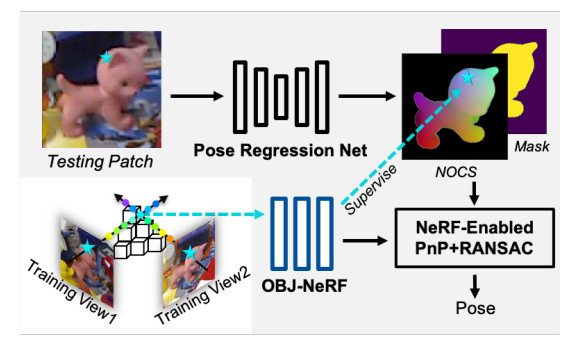 Testing Patch
Pose Regression Net
Mask
NOCS
Supervise
Training View1
Training View2
OBJ-NeRF
NeRF-Enabled
PnP+RANSAC
Pose